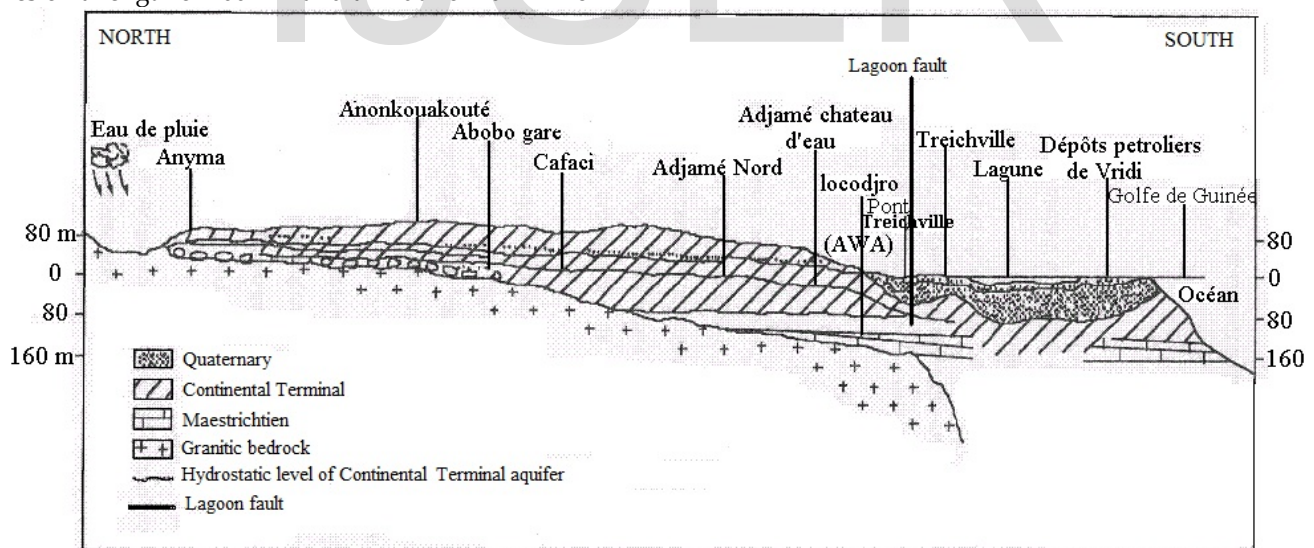 NORTH
SOUTH
Lagoon fault
Anonkouakouté
Adjamé chateau
d'eau
Eau de pluie
Anyma
Abobo gare
Treichville
Dépôts petroliers
de Vridi
Cafaci
Adjamé Nord
Lagune
locodjro
Golfe de Guinée
Pont
Treichville
(AWA)
80 m
80
0
0
Océan
80
80
160 m
160
Quaternary
Continental Terminal
Maestrichtien
Granitic bedrock
Hydrostatic level of Continental Terminal aquifer
Lagoon fault